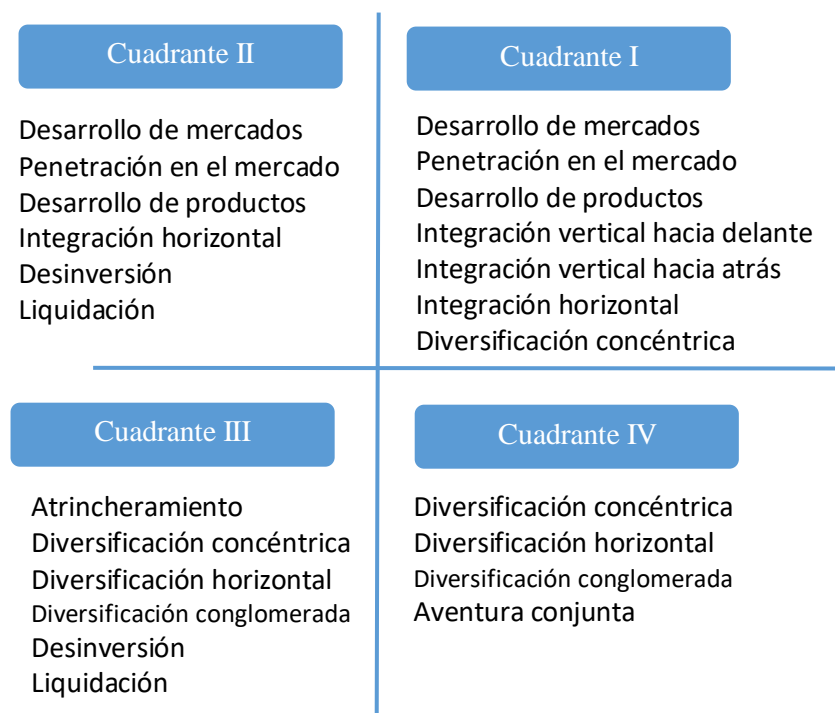 Cuadrante II
Desarrollo de mercados
Penetración en el mercado
Desarrollo de productos
Integración horizontal
Desinversión
Liquidación
Cuadrante I
Desarrollo de mercados
Penetración en el mercado
Desarrollo de productos
Integración vertical hacia delante
Integración vertical hacia atrás
Integración horizontal
Diversificación concéntrica
Cuadrante III
Atrincheramiento
Diversificación concéntrica
Diversificación horizontal
Diversificación conglomerada
Desinversión
Liquidación
Cuadrante IV
Diversificación concéntrica
Diversificación horizontal
Diversificación conglomerada
Aventura conjunta